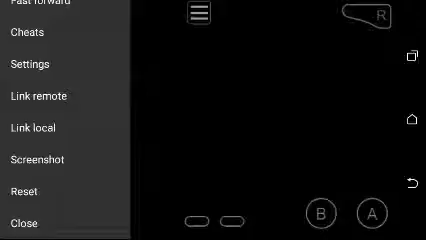 Fast forward
Cheats
Settings
Link remote
Link local
Screenshot
Reset
Close
R
B
A